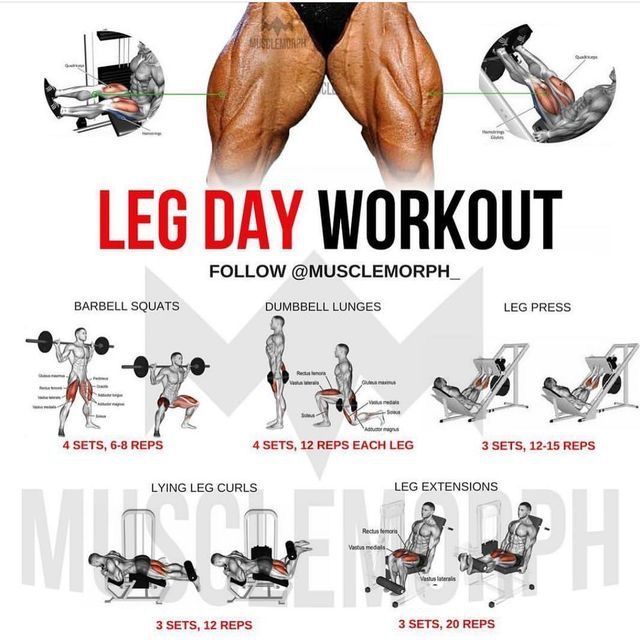 MUSCLEMORPH
Quadriceps
Hamstrings
Quadriceps
Hamstrings
Glutes
LEG DAY WORKOUT
FOLLOW @MUSCLEMORPH_
BARBELL SQUATS
DUMBBELL LUNGES
LEG PRESS
Gluteus maximus
Rectus femoris
Vastus lateralis
Vastus medialis
Pectineus
Gracilis
Adductor longus
Adductor magnus
Soleus
Rectus femoris
Vastus lateralis
Soleus
Gluteus maximus
Vastus medialis
Soleus
Adductor magnus
4 SETS, 6-8 REPS
4 SETS, 12 REPS EACH LEG
3 SETS, 12-15 REPS
LYING LEG CURLS
LEG EXTENSIONS
MUSCLEMORPH
Rectus femoris
Vastus medialis
Vastus lateralis
3 SETS, 12 REPS
3 SETS, 20 REPS